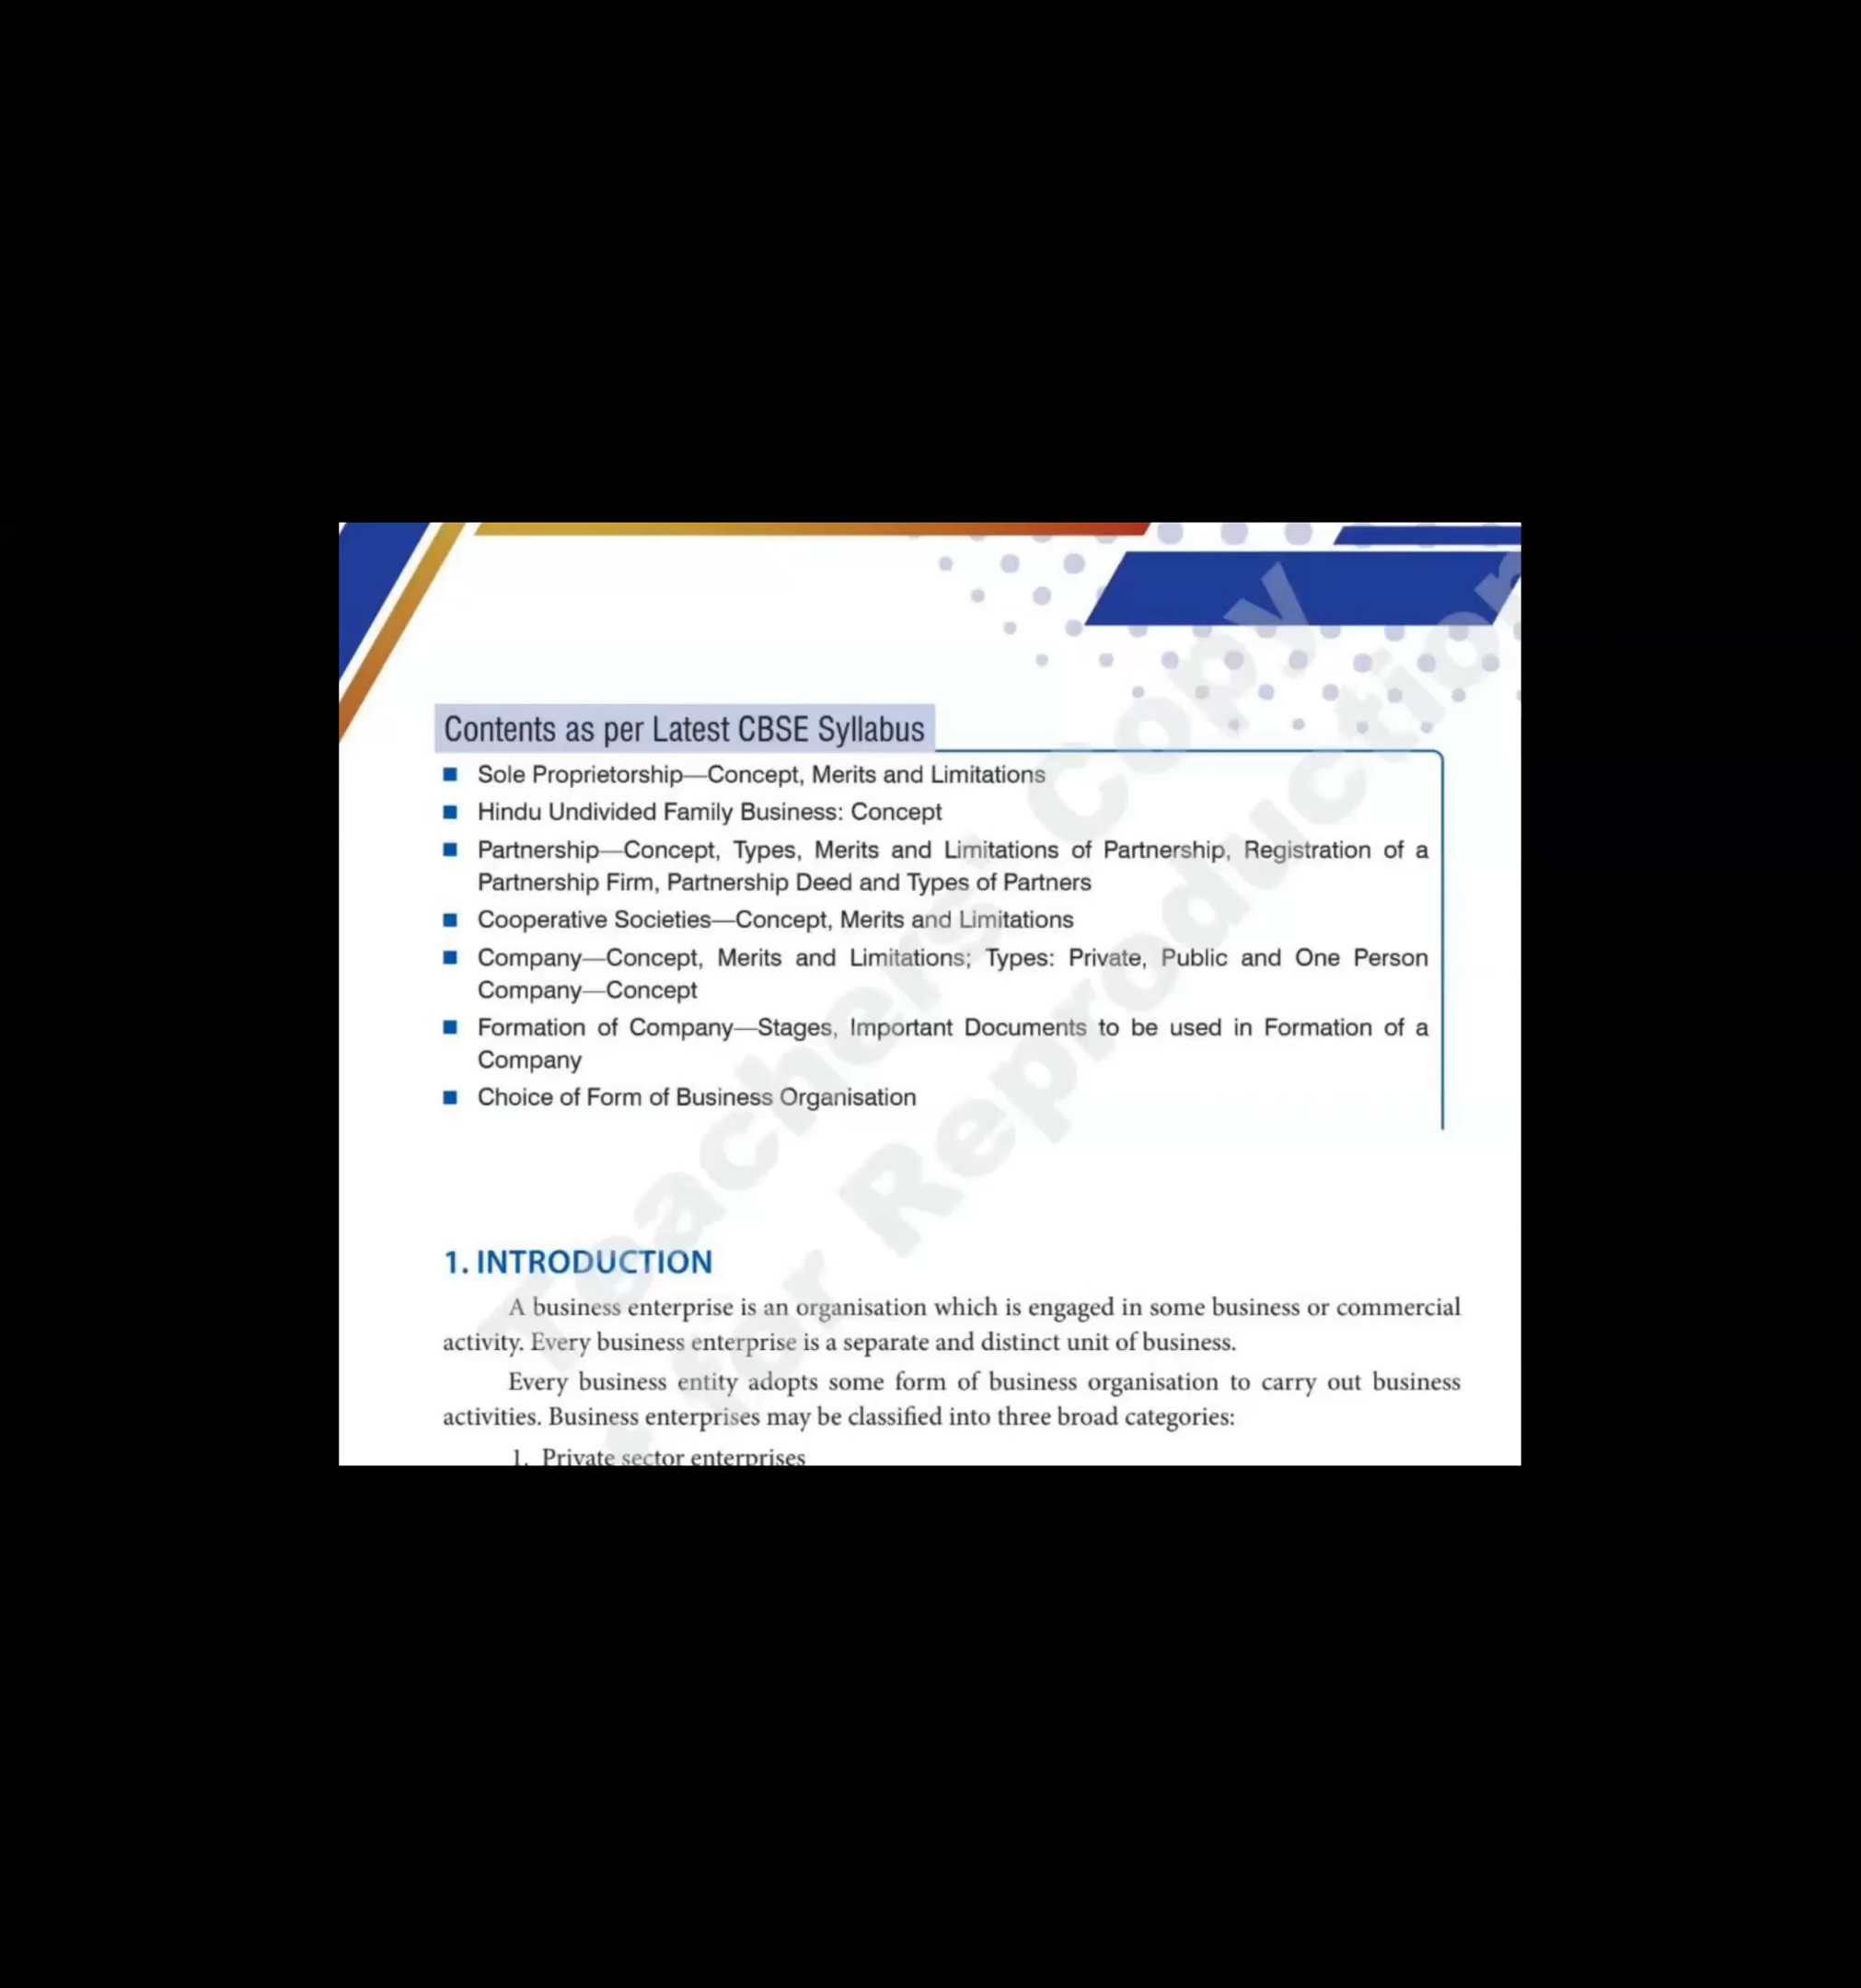 Contents as per Latest CBSE Syllabus
■ Sole Proprietorship—Concept, Merits and Limitations
■ Hindu Undivided Family Business: Concept
■ Partnership—Concept, Types, Merits and Limitations of Partnership, Registration of a
Partnership Firm, Partnership Deed and Types of Partners
■ Cooperative Societies—Concept, Merits and Limitations
■ Company—Concept, Merits and Limitations; Types: Private, Public and One Person
Company—Concept
■ Formation of Company—Stages, Important Documents to be used in Formation of a
Company
■ Choice of Form of Business Organisation
1. INTRODUCTION
A business enterprise is an organisation which is engaged in some business or commercial
activity. Every business enterprise is a separate and distinct unit of business.
Every business entity adopts some form of business organisation to carry out business
activities. Business enterprises may be classified into three broad categories:
1. Private sector enterprises
Teachers' Copy
for Reproduction